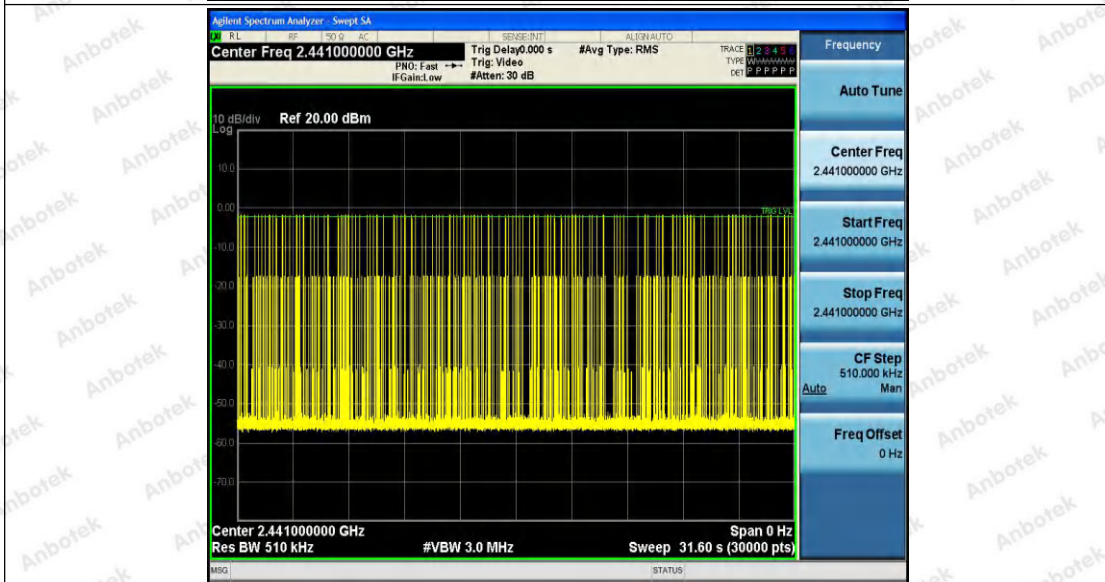 Agilent Spectrum Analyzer - Swept SA
RL RF 50 Ω AC SENSE:INT ALIGN AUTO
Center Freq 2.441000000 GHz
PNO: Fast
IFGain:Low
Trig Delay0.000 s
Trig: Video
#Atten: 30 dB
#Avg Type: RMS
TRACE 1 2 3 4 5 6
TYPE
DET P P P P P P
10 dB/div Ref 20.00 dBm
Log
10.0
0.00
TRIG LVL
-10.0
-20.0
-30.0
-40.0
-50.0
-60.0
-70.0
Center 2.441000000 GHz Span 0 Hz
Res BW 510 kHz #VBW 3.0 MHz Sweep 31.60 s (30000 pts)
MSG STATUS
Frequency
Auto Tune
Center Freq
2.441000000 GHz
Start Freq
2.441000000 GHz
Stop Freq
2.441000000 GHz
CF Step
510.000 kHz
Auto Man
Freq Offset
0 Hz
Anbotek